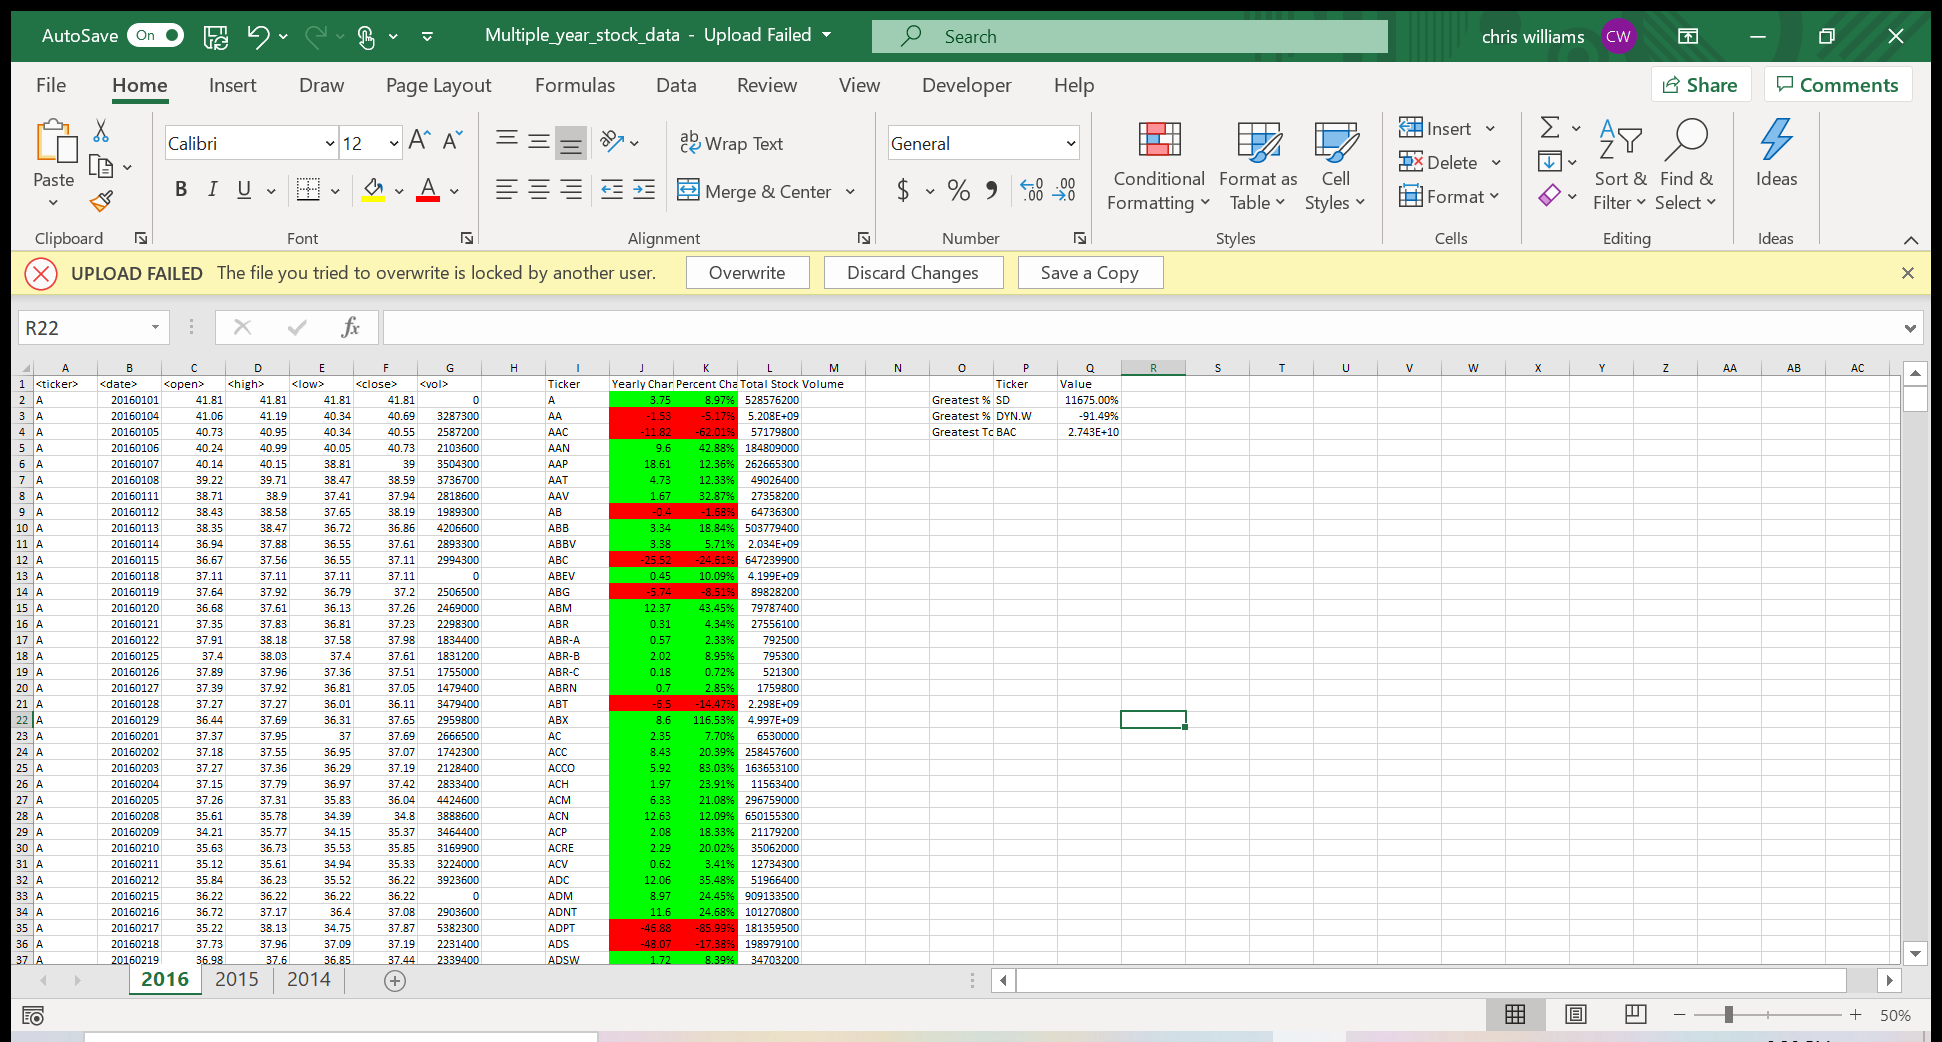 AutoSave On Multiple_year_stock_data - Upload Failed Search chris williams CW
File Home Insert Draw Page Layout Formulas Data Review View Developer Help Share Comments
Calibri 12 ab Wrap Text General Insert Σ
Paste Conditional Formatting Format as Table Cell Styles Delete Sort & Filter Find & Select Ideas
B I U A Merge & Center $ % Format
Clipboard Font Alignment Number Styles Cells Editing Ideas
UPLOAD FAILED The file you tried to overwrite is locked by another user. Overwrite Discard Changes Save a Copy
R22 fx
A B C D E F G H I J K L M N O P Q R S T U V W X Y Z AA AB AC
1 <ticker> <date> <open> <high> <low> <close> <vol> Ticker Yearly Char Percent Cha Total Stock Volume Ticker Value
2 A 20160101 41.81 41.81 41.81 41.81 0 A 3.75 8.97% 528576200 Greatest % SD 11675.00%
3 A 20160104 41.06 41.19 40.34 40.69 3287300 AA -1.53 -5.17% 5.208E+09 Greatest % DYN.W -91.49%
4 A 20160105 40.73 40.95 40.34 40.55 2587200 AAC -11.82 -62.01% 57179800 Greatest Tc BAC 2.743E+10
5 A 20160106 40.24 40.99 40.05 40.73 2103600 AAN 9.6 42.88% 184809000
6 A 20160107 40.14 40.15 38.81 39 3504300 AAP 18.61 12.36% 262665300
7 A 20160108 39.22 39.71 38.47 38.59 3736700 AAT 4.73 12.33% 49026400
8 A 20160111 38.71 38.9 37.41 37.94 2818600 AAV 1.67 32.87% 27358200
9 A 20160112 38.43 38.58 37.65 38.19 1989300 AB -0.4 -1.68% 64736300
10 A 20160113 38.35 38.47 36.72 36.86 4206600 ABB 3.34 18.84% 503779400
11 A 20160114 36.94 37.88 36.55 37.61 2893300 ABBV 3.38 5.71% 2.034E+09
12 A 20160115 36.67 37.56 36.55 37.11 2994300 ABC -25.52 -24.61% 647239900
13 A 20160118 37.11 37.11 37.11 37.11 0 ABEV 0.45 10.09% 4.199E+09
14 A 20160119 37.64 37.92 36.79 37.2 2506500 ABG -5.74 -8.51% 89828200
15 A 20160120 36.68 37.61 36.13 37.26 2469000 ABM 12.37 43.45% 79787400
16 A 20160121 37.35 37.83 36.81 37.23 2298300 ABR 0.31 4.34% 27556100
17 A 20160122 37.91 38.18 37.58 37.98 1834400 ABR-A 0.57 2.33% 792500
18 A 20160125 37.4 38.03 37.4 37.61 1831200 ABR-B 2.02 8.95% 795300
19 A 20160126 37.89 37.96 37.36 37.51 1755000 ABR-C 0.18 0.72% 521300
20 A 20160127 37.39 37.92 36.81 37.05 1479400 ABRN 0.7 2.85% 1759800
21 A 20160128 37.27 37.27 36.01 36.11 3479400 ABT -6.5 -14.47% 2.298E+09
22 A 20160129 36.44 37.69 36.31 37.65 2959800 ABX 8.6 116.53% 4.997E+09
23 A 20160201 37.37 37.95 37 37.69 2666500 AC 2.35 7.70% 6530000
24 A 20160202 37.18 37.55 36.95 37.07 1742300 ACC 8.43 20.39% 258457600
25 A 20160203 37.27 37.36 36.29 37.19 2128400 ACCO 5.92 83.03% 163653100
26 A 20160204 37.15 37.79 36.97 37.42 2833400 ACH 1.97 23.91% 11563400
27 A 20160205 37.26 37.31 35.83 36.04 4424600 ACM 6.33 21.08% 296759000
28 A 20160208 35.61 35.78 34.39 34.8 3888600 ACN 12.63 12.09% 650155300
29 A 20160209 34.21 35.77 34.15 35.37 3464400 ACP 2.08 18.33% 21179200
30 A 20160210 35.63 36.73 35.53 35.85 3169900 ACRE 2.29 20.02% 35062000
31 A 20160211 35.12 35.61 34.94 35.33 3224000 ACV 0.62 3.41% 12734300
32 A 20160212 35.84 36.23 35.52 36.22 3923600 ADC 12.06 35.48% 51966400
33 A 20160215 36.22 36.22 36.22 36.22 0 ADM 8.97 24.45% 909133500
34 A 20160216 36.72 37.17 36.4 37.08 2903600 ADNT 11.6 24.68% 101270800
35 A 20160217 35.22 38.13 34.75 37.87 5382300 ADPT -46.88 -85.99% 181359500
36 A 20160218 37.73 37.96 37.09 37.19 2231400 ADS -48.07 -17.38% 198979100
37 A 20160219 36.98 37.6 36.85 37.44 2339400 ADSW 1.72 8.39% 34703200
2016 2015 2014
50%